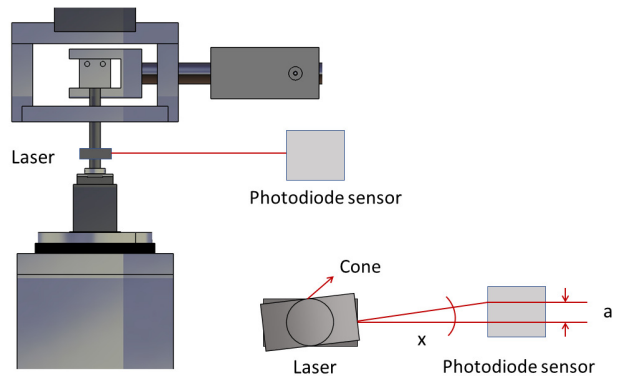 Laser
Photodiode sensor
Cone
a
x
Laser
Photodiode sensor